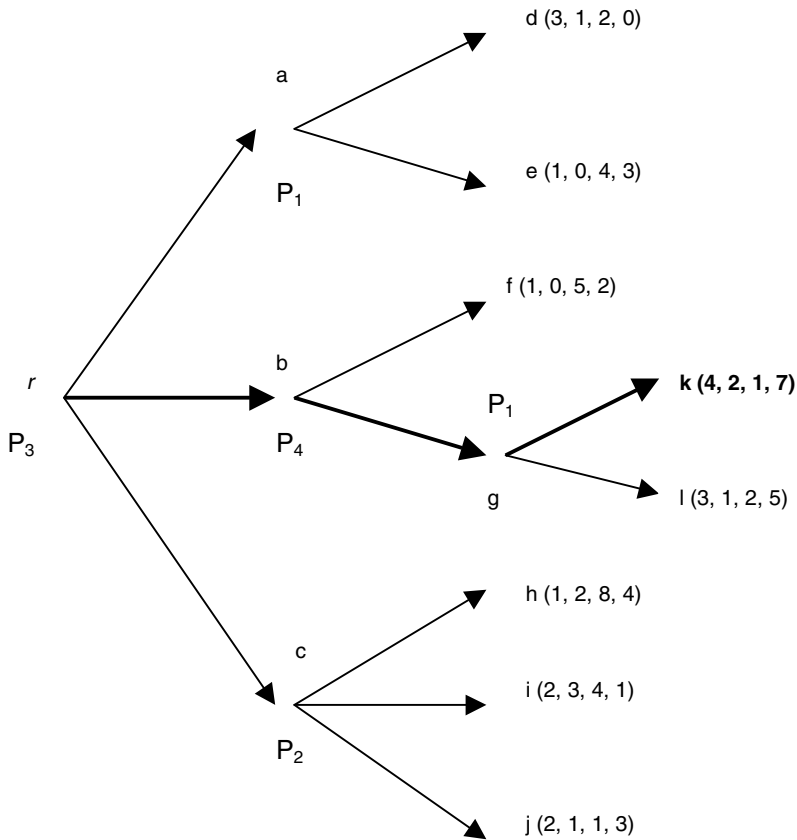 d (3, 1, 2, 0)
a
e (1, 0, 4, 3)
P₁
f (1, 0, 5, 2)
b
r
k (4, 2, 1, 7)
P₁
P₃
P₄
g
l (3, 1, 2, 5)
h (1, 2, 8, 4)
c
i (2, 3, 4, 1)
P₂
j (2, 1, 1, 3)